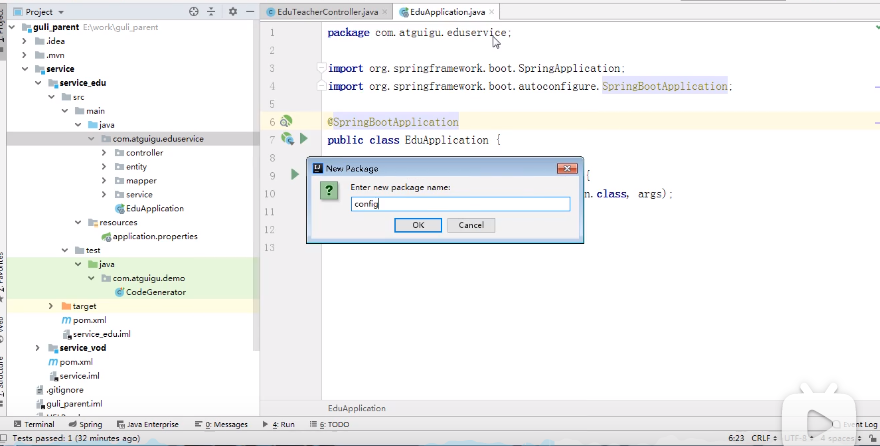 Project
guli_parent E:\work\guli_parent
.idea
.mvn
service
service_edu
src
main
java
com.atguigu.eduservice
controller
entity
mapper
service
EduApplication
resources
application.properties
test
java
com.atguigu.demo
CodeGenerator
target
pom.xml
service_edu.iml
service_vod
pom.xml
service.iml
.gitignore
guli_parent.iml
EduTeacherController.java
EduApplication.java
1 package com.atguigu.eduservice;
2
3 import org.springframework.boot.SpringApplication;
4 import org.springframework.boot.autoconfigure.SpringBootApplication;
5
6 @SpringBootApplication
7 public class EduApplication {
8
9 {
10 n.class, args);
11
12
13
New Package
Enter new package name:
config
OK
Cancel
EduApplication
Terminal
Spring
Java Enterprise
0: Messages
4: Run
6: TODO
Event Log
Tests passed: 1 (32 minutes ago)
6:23 CRLF UTF-8 4 spaces